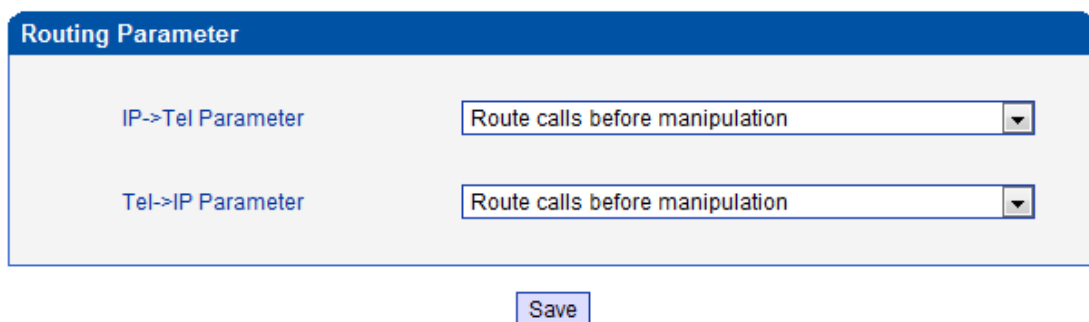 Routing Parameter
IP->Tel Parameter Route calls before manipulation
Tel->IP Parameter Route calls before manipulation
Save